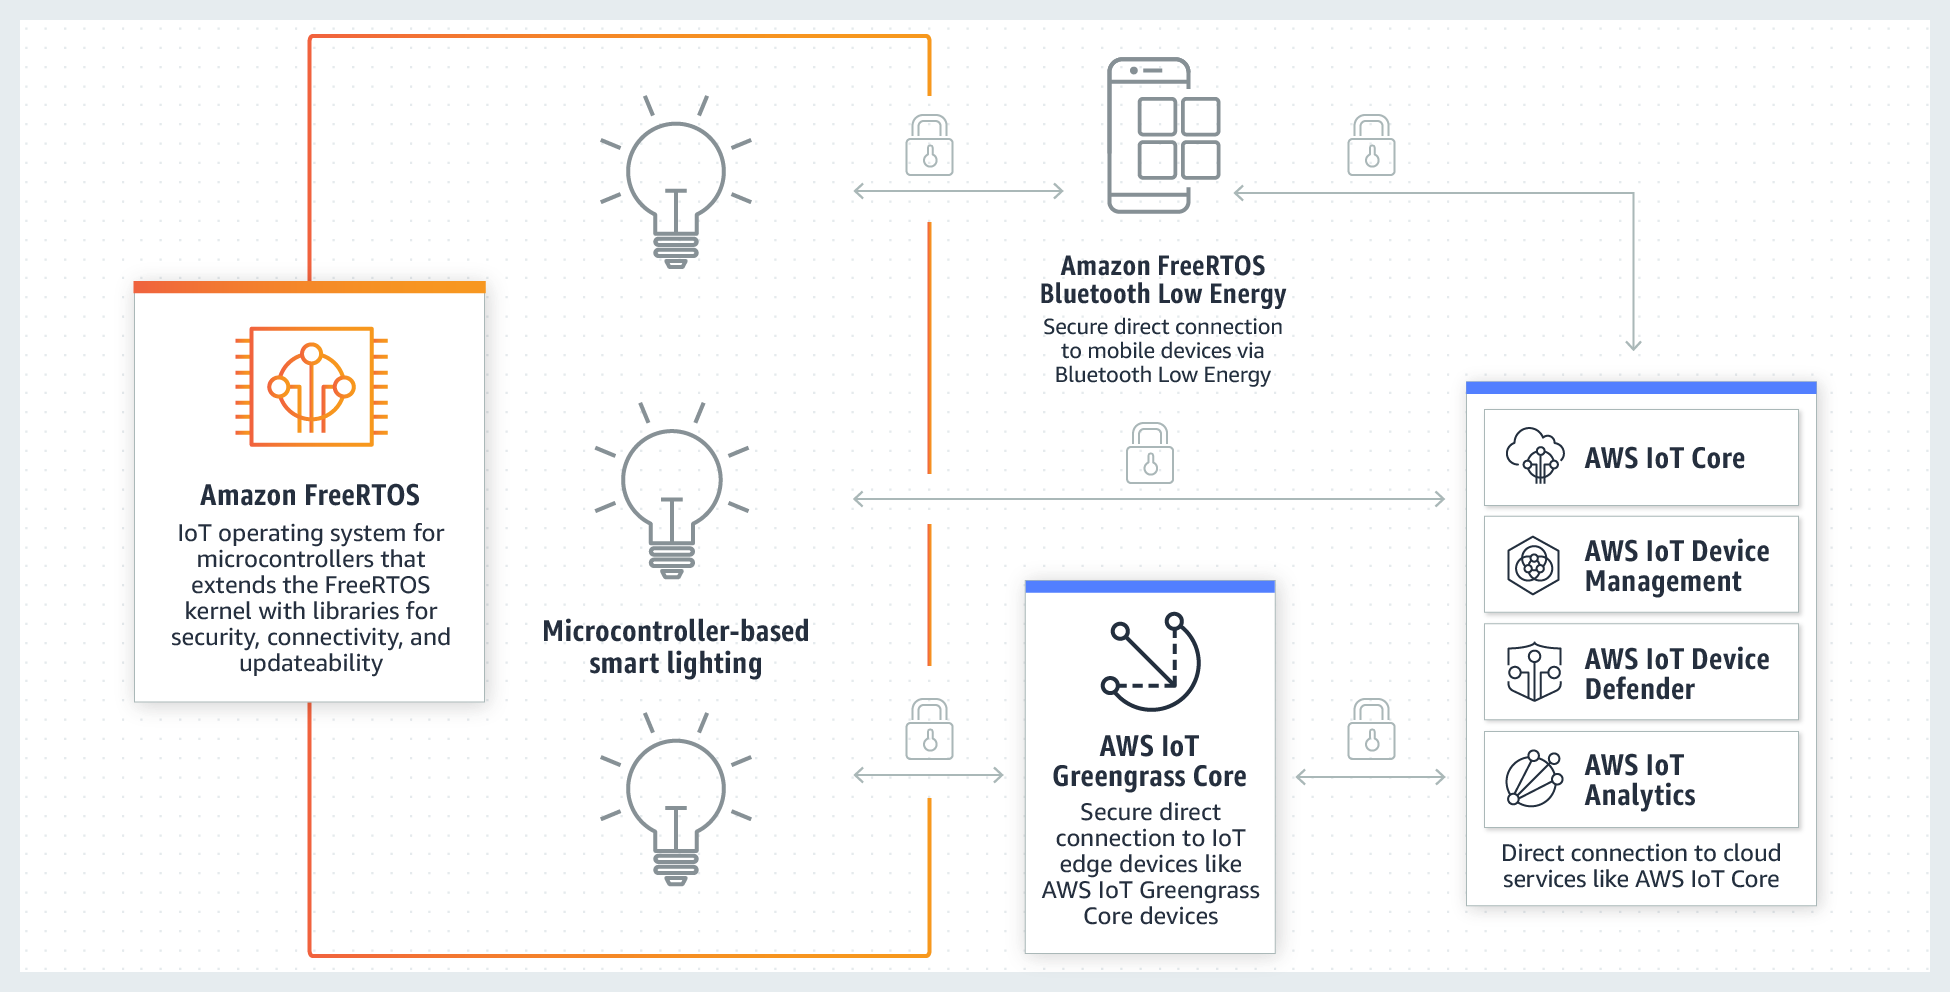 Amazon FreeRTOS
IoT operating system for
microcontrollers that
extends the FreeRTOS
kernel with libraries for
security, connectivity, and
updateability
Microcontroller-based
smart lighting
Amazon FreeRTOS
Bluetooth Low Energy
Secure direct connection
to mobile devices via
Bluetooth Low Energy
AWS IoT
Greengrass Core
Secure direct
connection to IoT
edge devices like
AWS IoT Greengrass
Core devices
AWS IoT Core
AWS IoT Device
Management
AWS IoT Device
Defender
AWS IoT
Analytics
Direct connection to cloud
services like AWS IoT Core